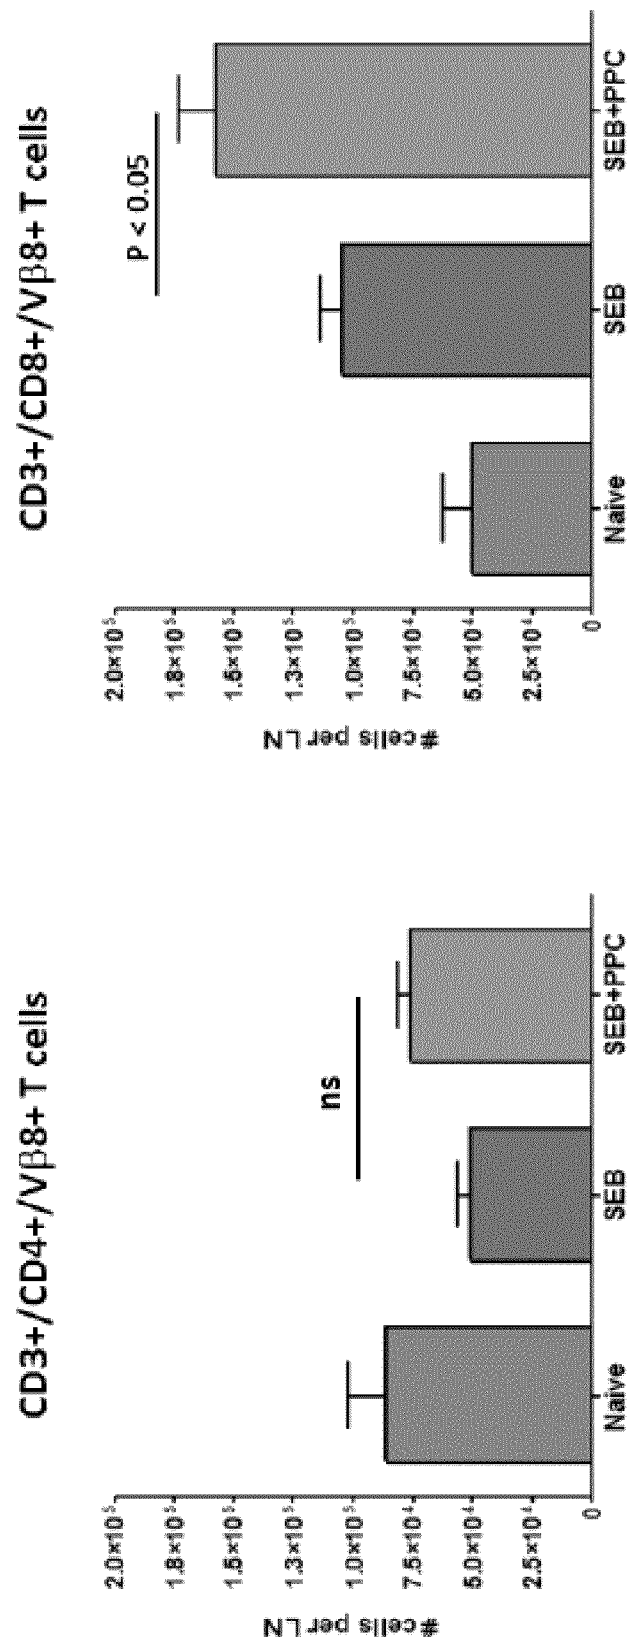 CD3+/CD4+/Vβ8+ T cells
# cells per LN
2.0×10⁵
1.8×10⁵
1.5×10⁵
1.3×10⁵
1.0×10⁵
7.5×10⁴
5.0×10⁴
2.5×10⁴
0
ns
Naive
SEB
SEB+PPC
CD3+/CD8+/Vβ8+ T cells
# cells per LN
2.0×10⁵
1.8×10⁵
1.5×10⁵
1.3×10⁵
1.0×10⁵
7.5×10⁴
5.0×10⁴
2.5×10⁴
0
P < 0.05
Naive
SEB
SEB+PPC